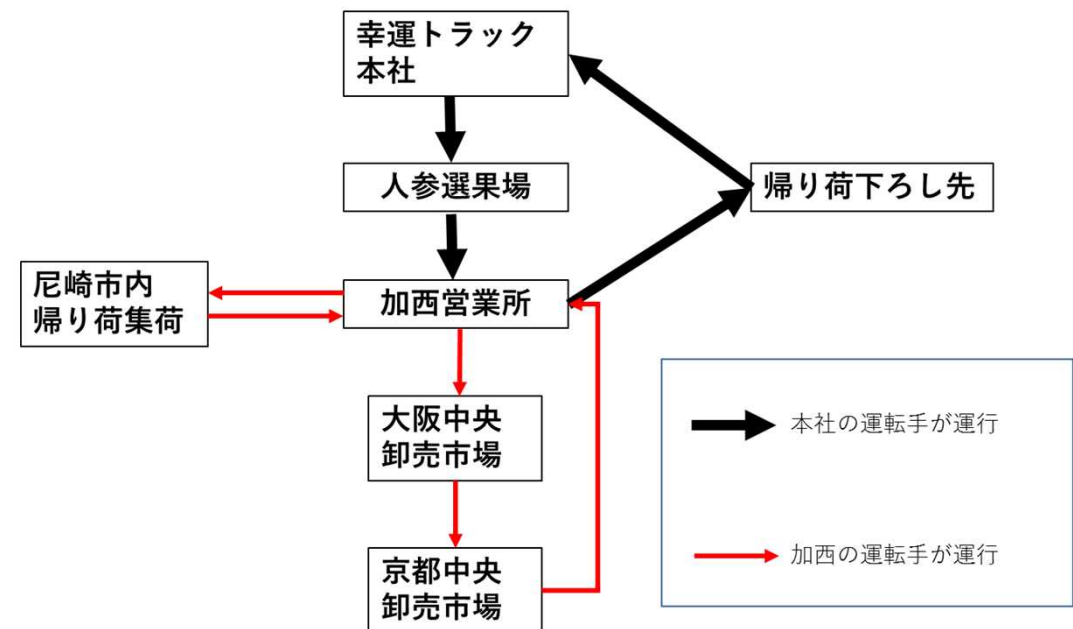 幸運トラック
本社
人参選果場
帰り荷下ろし先
尼崎市内
帰り荷集荷
加西営業所
大阪中央
卸売市場
京都中央
卸売市場
本社の運転手が運行
加西の運転手が運行